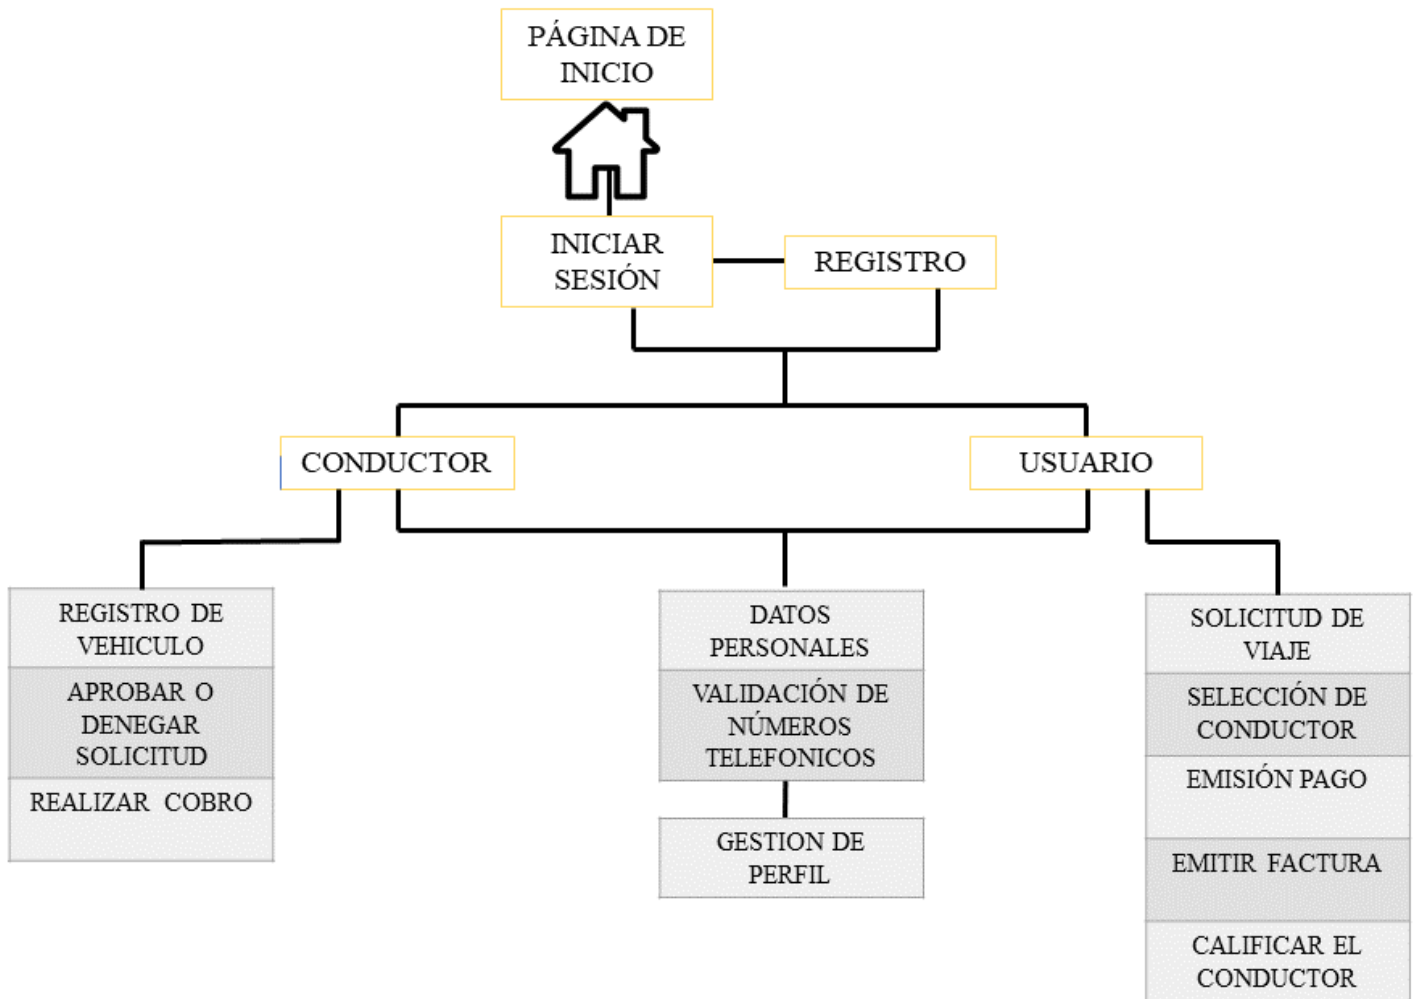 PÁGINA DE
INICIO
INICIAR
SESIÓN
REGISTRO
CONDUCTOR
USUARIO
REGISTRO DE
VEHICULO
APROBAR O
DENEGAR
SOLICITUD
REALIZAR COBRO
DATOS
PERSONALES
VALIDACIÓN DE
NÚMEROS
TELEFONICOS
GESTION DE
PERFIL
SOLICITUD DE
VIAJE
SELECCIÓN DE
CONDUCTOR
EMISIÓN PAGO
EMITIR FACTURA
CALIFICAR EL
CONDUCTOR